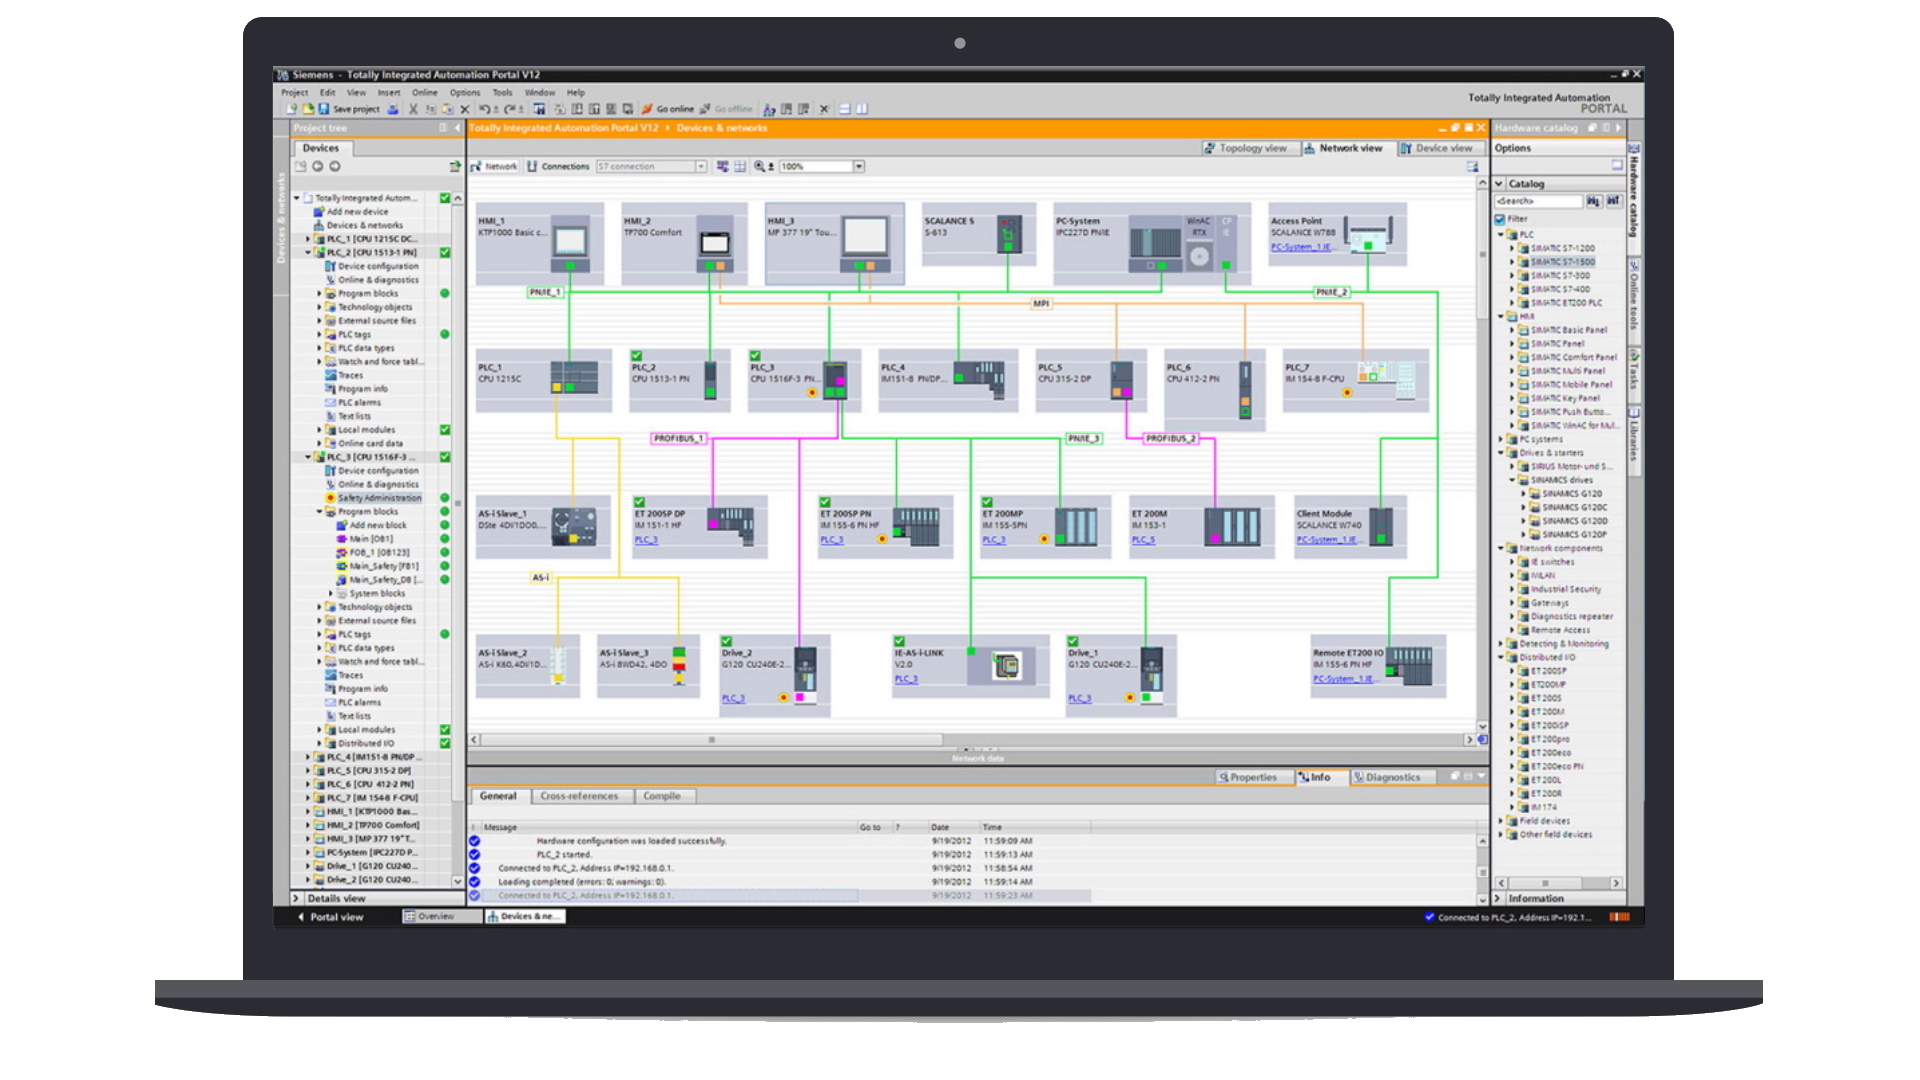 Siemens - Totally Integrated Automation Portal V12
Project Edit View Insert Online Options Tools Window Help
Save project Go online Go offline
Totally Integrated Automation
PORTAL
Project tree
Devices
Devices & networks
Totally Integrated Autom...
Add new device
Devices & networks
PLC_1 [CPU 1215C DC...
PLC_2 [CPU 1513-1 PN]
Device configuration
Online & diagnostics
Program blocks
Technology objects
External source files
PLC tags
PLC data types
Watch and force tabl...
Traces
Program info
PLC alarms
Text lists
Local modules
Online card data
PLC_3 [CPU 1516F-3 ...
Device configuration
Online & diagnostics
Safety Administration
Program blocks
Add new block
Main [OB1]
FOB_1 [OB123]
Main_Safety [FB1]
Main_Safety_DB [...
System blocks
Technology objects
External source files
PLC tags
PLC data types
Watch and force tabl...
Traces
Program info
PLC alarms
Text lists
Local modules
Distributed I/O
PLC_4 [IM151-8 PN/DP ...
PLC_5 [CPU 315-2 DP]
PLC_6 [CPU 412-2 PN]
PLC_7 [IM 154-8 F-CPU]
HMI_1 [KTP1000 Bas...
HMI_2 [TP700 Comfort]
HMI_3 [MP 377 19" T...
PC-System [IPC227D P...
Drive_1 [G120 CU240...
Drive_2 [G120 CU240...
Details view
Totally Integrated Automation Portal V12 Devices & networks
Topology view Network view Device view
Network Connections S7 connection 100%
HMI_1
KTP1000 Basic c...
HMI_2
TP700 Comfort
HMI_3
MP 377 19" Tou...
SCALANCE S
S-613
PC-System
IPC227D PN/IE
WinAC
RTX
CP
IE
Access Point
SCALANCE W788
PC-System_1.IE...
PN/IE_1
MPI
PN/IE_2
PLC_1
CPU 1215C
PLC_2
CPU 1513-1 PN
PLC_3
CPU 1516F-3 PN...
PLC_4
IM151-8 PN/DP...
PLC_5
CPU 315-2 DP
PLC_6
CPU 412-2 PN
PLC_7
IM 154-8 F-CPU
PROFIBUS_1
PN/IE_3
PROFIBUS_2
AS-i Slave_1
DSte 4DI/1DO0,...
ET 200SP DP
IM 151-1 HF
PLC_3
ET 200SP PN
IM 155-6 PN HF
PLC_3
ET 200MP
IM 155-5PN
PLC_3
ET 200M
IM 153-1
PLC_5
Client Module
SCALANCE W740
PC-System_1.IE...
AS-i
AS-i Slave_2
AS-i K60,4DI/1D...
AS-i Slave_3
AS-i BWD42, 4DO
Drive_2
G120 CU240E-2...
PLC_3
IE-AS-i-LINK
V2.0
PLC_3
Drive_1
G120 CU240E-2...
PLC_3
Remote ET200 IO
IM 155-6 PN HF
PC-System_1.IE...
Network data
Properties Info Diagnostics
General Cross-references Compile
! Message Go to ? Date Time
Hardware configuration was loaded successfully. 9/19/2012 11:59:09 AM
PLC_2 started. 9/19/2012 11:59:13 AM
Connected to PLC_2, Address IP=192.168.0.1. 9/19/2012 11:58:54 AM
Loading completed (errors: 0; warnings: 0). 9/19/2012 11:59:14 AM
Connected to PLC_2, Address IP=192.168.0.1. 9/19/2012 11:59:23 AM
Hardware catalog
Options
Catalog
<Search>
Filter
PLC
SIMATIC S7-1200
SIMATIC S7-1500
SIMATIC S7-300
SIMATIC S7-400
SIMATIC ET200 PLC
HMI
SIMATIC Basic Panel
SIMATIC Panel
SIMATIC Comfort Panel
SIMATIC Multi Panel
SIMATIC Mobile Panel
SIMATIC Key Panel
SIMATIC Push Butto...
SIMATIC WinAC for Mul...
PC systems
Drives & starters
SIRIUS Motor- und S...
SINAMICS drives
SINAMICS G120
SINAMICS G120C
SINAMICS G120D
SINAMICS G120P
Network components
IE switches
WLAN
Industrial Security
Gateways
Diagnostics repeater
Remote Access
Detecting & Monitoring
Distributed I/O
ET200SP
ET200MP
ET200S
ET200M
ET200iSP
ET200pro
ET200eco
ET200eco PN
ET200L
ET200R
IM174
Field devices
Other field devices
Information
Hardware catalog
Online tools
Tasks
Libraries
Portal view Overview Devices & ne... Connected to PLC_2, Address IP=192.1...